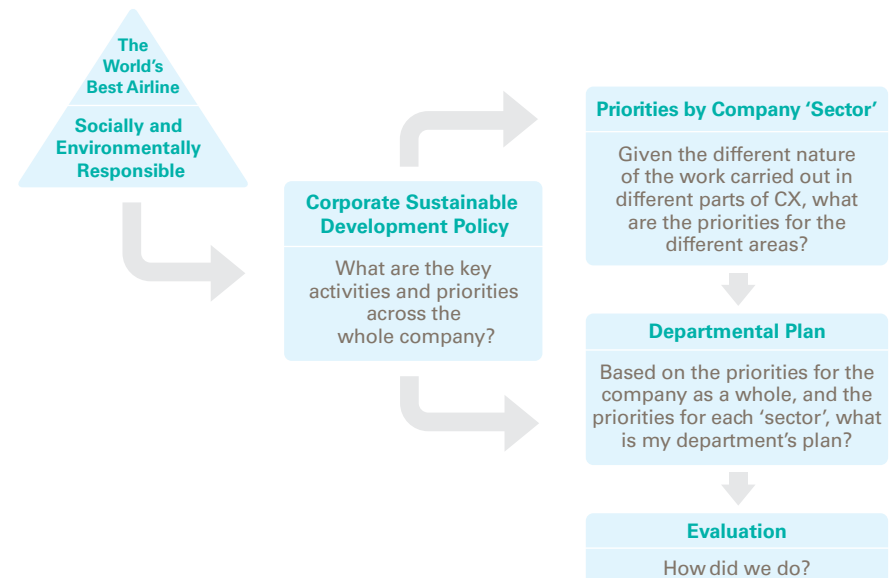 The
World's
Best Airline
Socially and
Environmentally
Responsible
Corporate Sustainable
Development Policy
What are the key
activities and priorities
across the
whole company?
Priorities by Company ‘Sector’
Given the different nature
of the work carried out in
different parts of CX, what
are the priorities for the
different areas?
Departmental Plan
Based on the priorities for the
company as a whole, and the
priorities for each ‘sector’, what
is my department’s plan?
Evaluation
How did we do?